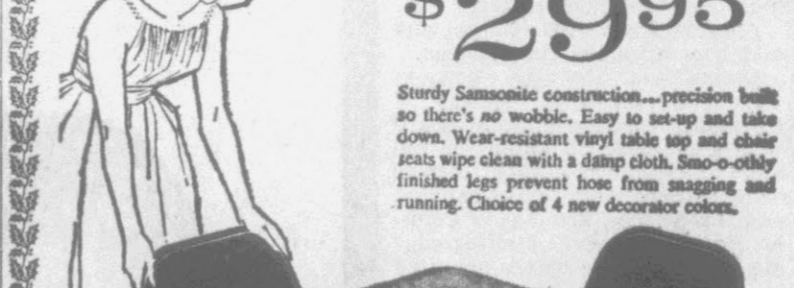 $29.95
Sturdy Samsonite construction....precision built
so there's no wobble. Easy to set-up and take
down. Wear-resistant vinyl table top and chair
seats wipe clean with a damp cloth. Smo-o-othly
finished legs prevent hose from snagging and
running. Choice of 4 new decorator colors.